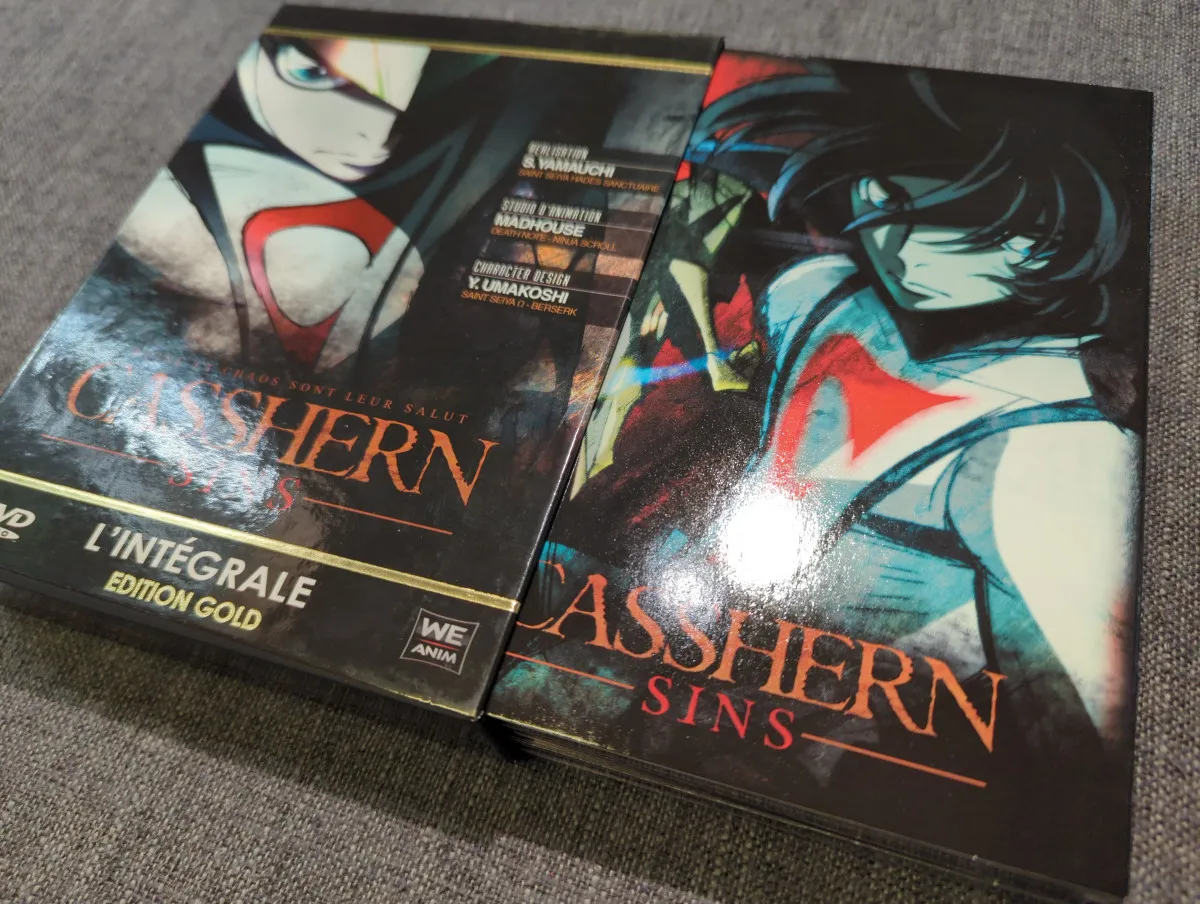 RÉALISATION
S. YAMAUCHI
SAINT SEIYA HADES SANCTUAIRE
STUDIO D'ANIMATION
MADHOUSE
DEATH NOTE - NINJA SCROLL
CHARACTER DESIGN
Y. UMAKOSHI
SAINT SEIYA Ω - BERSERK
CHAOS SONT LEUR SALUT
CASSHERN
SINS
L'INTÉGRALE
EDITION GOLD
WE
ANIM
CASSHERN
SINS